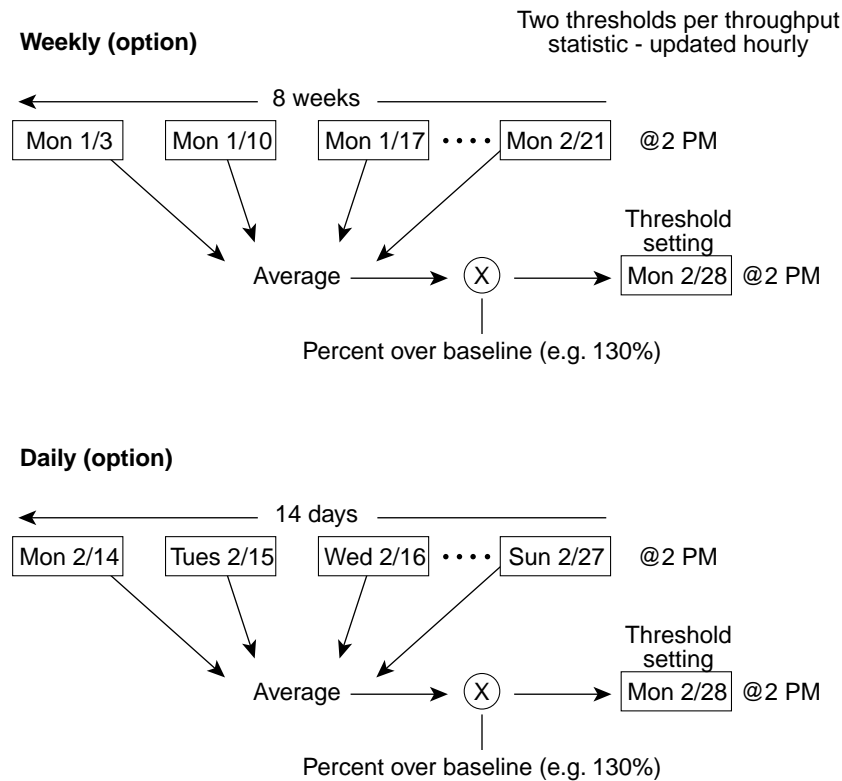 Two thresholds per throughput
statistic - updated hourly
Weekly (option)
8 weeks
Mon 1/3 Mon 1/10 Mon 1/17 •••• Mon 2/21 @2 PM
Threshold
setting
Average X Mon 2/28 @2 PM
Percent over baseline (e.g. 130%)
Daily (option)
14 days
Mon 2/14 Tues 2/15 Wed 2/16 •••• Sun 2/27 @2 PM
Threshold
setting
Average X Mon 2/28 @2 PM
Percent over baseline (e.g. 130%)